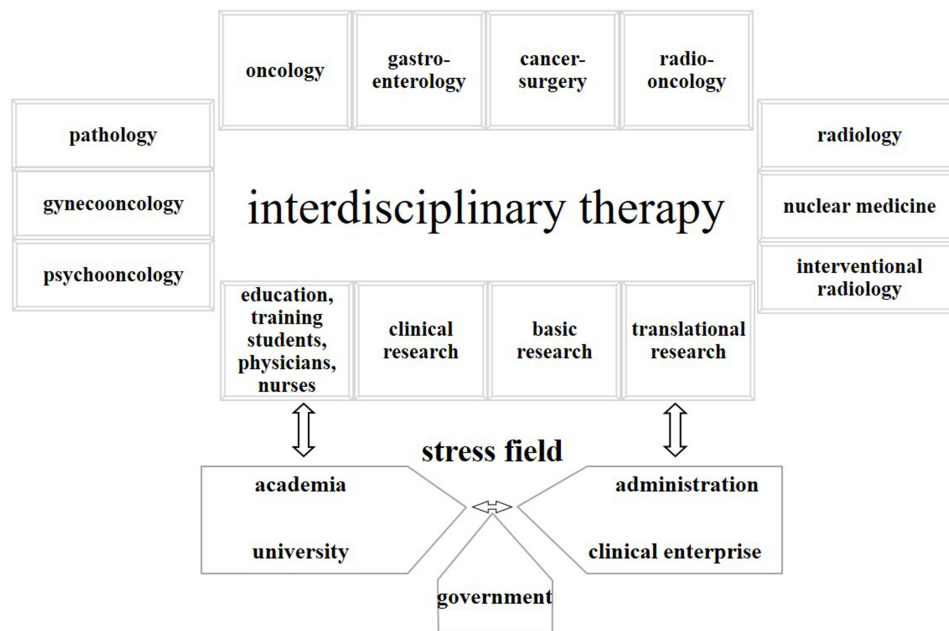 oncology
gastro-
enterology
cancer-
surgery
radio-
oncology
pathology
gynecooncology
psychooncology
radiology
nuclear medicine
interventional
radiology
interdisciplinary therapy
education,
training
students,
physicians,
nurses
clinical
research
basic
research
translational
research
stress field
academia
university
administration
clinical enterprise
government